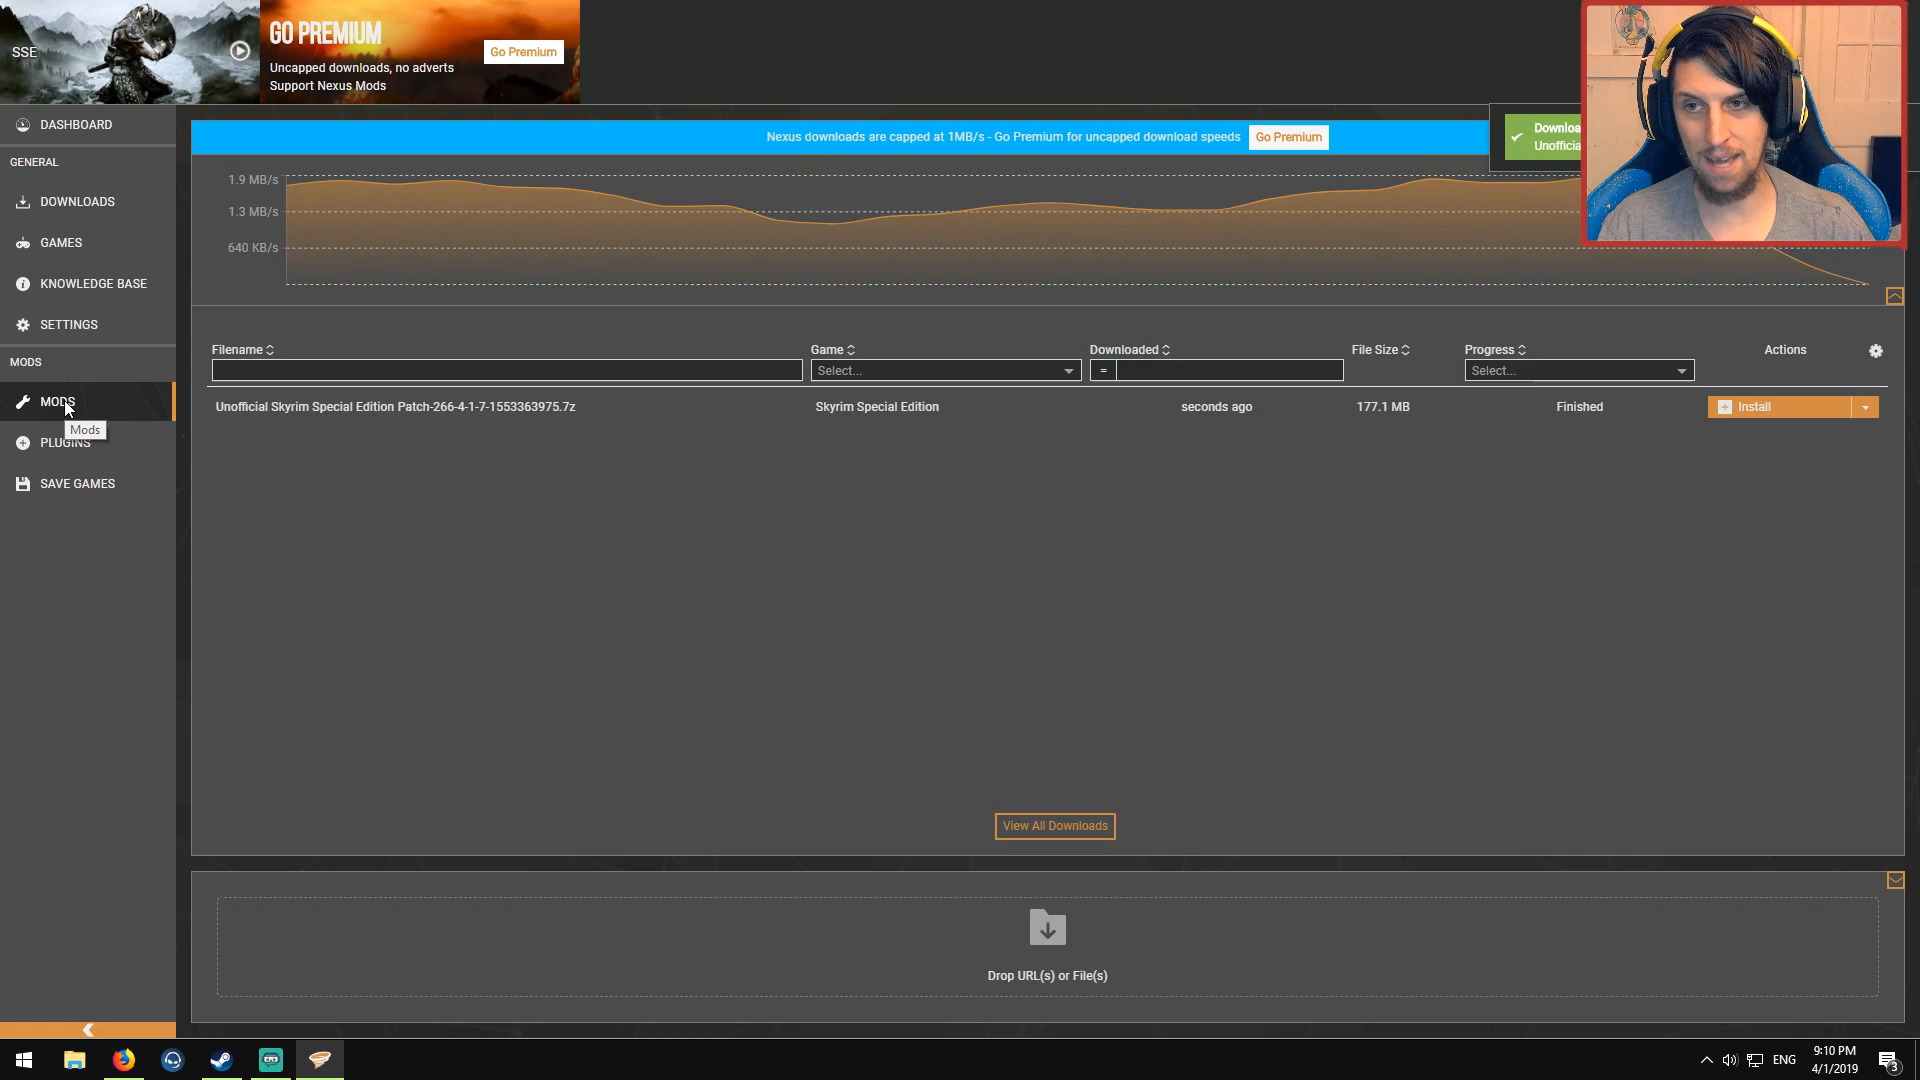 SSE
GO PREMIUM
Uncapped downloads, no adverts
Support Nexus Mods
Go Premium
DASHBOARD
GENERAL
DOWNLOADS
GAMES
KNOWLEDGE BASE
SETTINGS
MODS
MODS
Mods
PLUGINS
SAVE GAMES
Nexus downloads are capped at 1MB/s - Go Premium for uncapped download speeds
Go Premium
1.9 MB/s
1.3 MB/s
640 KB/s
Filename
Game
Downloaded
File Size
Progress
Actions
Select...
=
Select...
Unofficial Skyrim Special Edition Patch-266-4-1-7-1553363975.7z
Skyrim Special Edition
seconds ago
177.1 MB
Finished
Install
View All Downloads
Drop URL(s) or File(s)
ENG
9:10 PM
4/1/2019
3